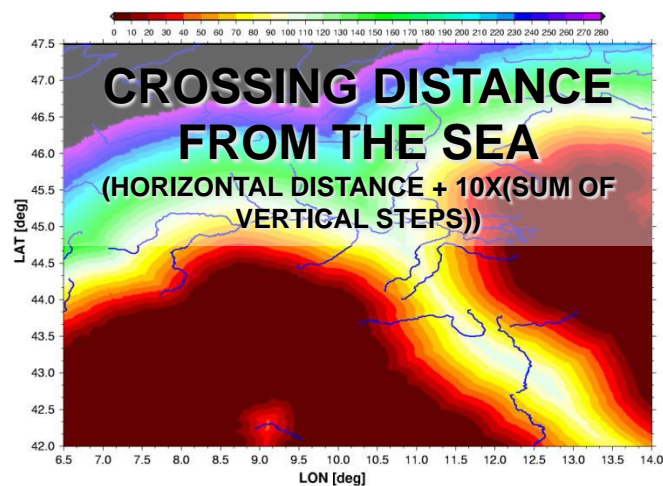 0 10 20 30 40 50 60 70 80 90 100 110 120 130 140 150 160 170 180 190 200 210 220 230 240 250 260 270 280
47.5
47.0
46.5
46.0
45.5
45.0
44.5
44.0
43.5
43.0
42.5
42.0
LAT [deg]
CROSSING DISTANCE
FROM THE SEA
(HORIZONTAL DISTANCE + 10X(SUM OF
VERTICAL STEPS))
6.5 7.0 7.5 8.0 8.5 9.0 9.5 10.0 10.5 11.0 11.5 12.0 12.5 13.0 13.5 14.0
LON [deg]